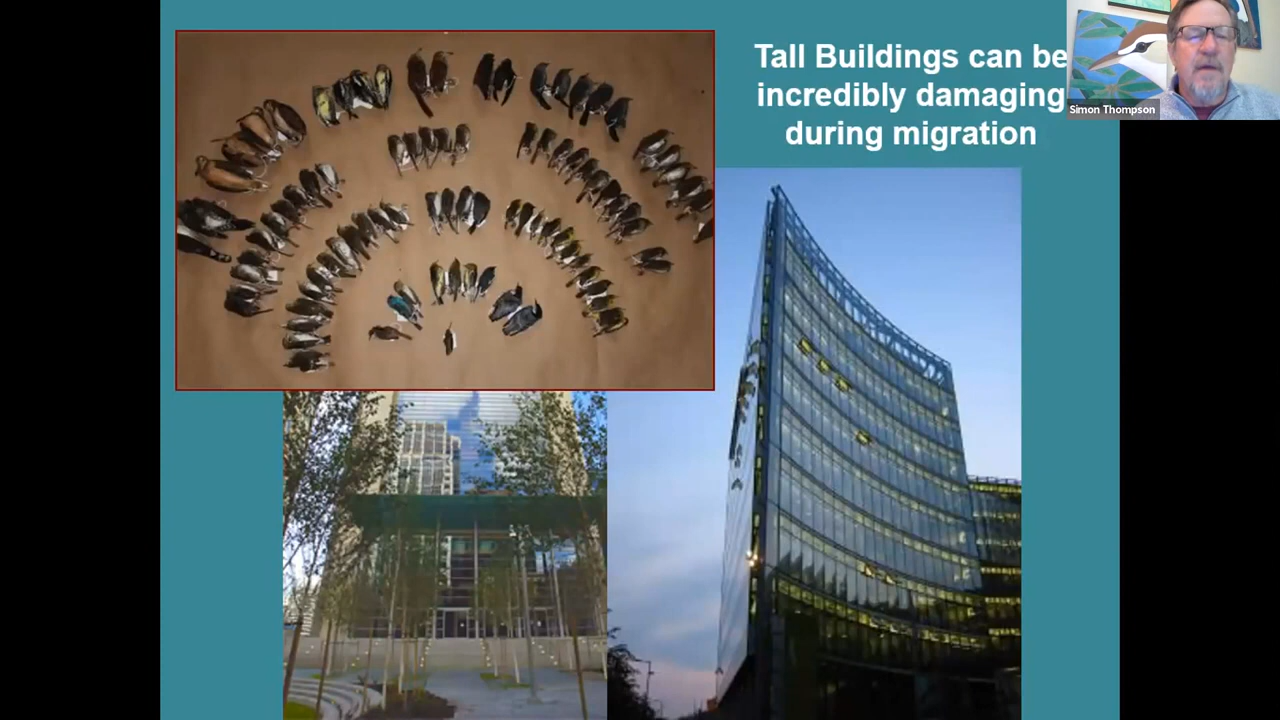 Tall Buildings can be
incredibly damaging
during migration
Simon Thompson